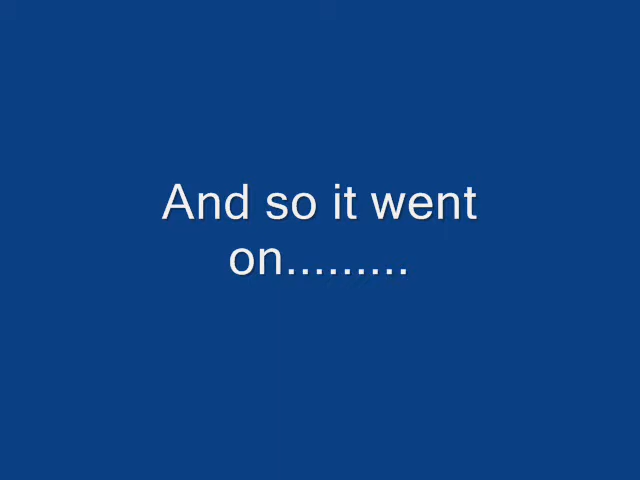 And so it went
on.........